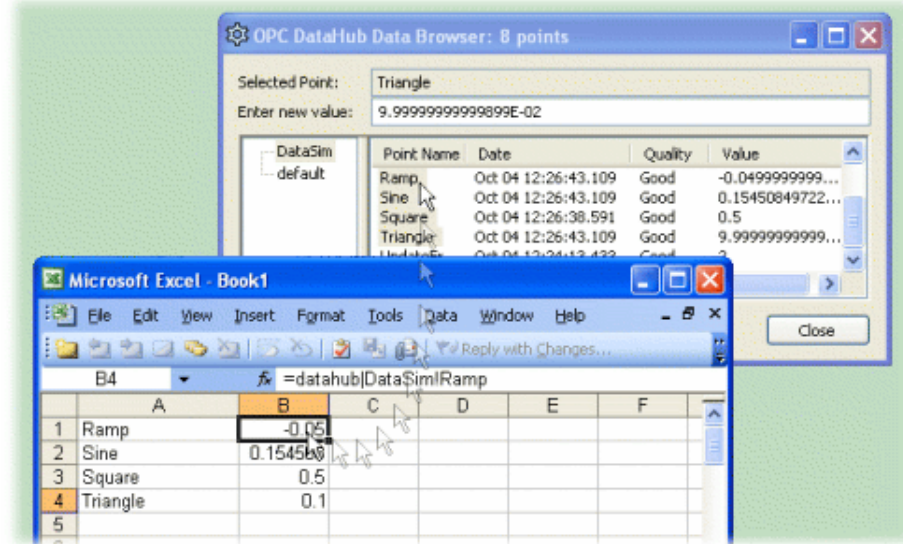 OPC DataHub Data Browser: 8 points
Selected Point: Triangle
Enter new value: 9.99999999999899E-02
DataSim
default
Point Name Date Quality Value
Ramp Oct 04 12:26:43.109 Good -0.0499999999...
Sine Oct 04 12:26:43.109 Good 0.15450849722...
Square Oct 04 12:26:38.591 Good 0.5
Triangle Oct 04 12:26:43.109 Good 9.99999999999...
Close
Microsoft Excel - Book1
File Edit View Insert Format Tools Data Window Help
Reply with Changes...
B4 fx =datahub|DataSim!Ramp
A B C D E F
1 Ramp -0.05
2 Sine
3 Square 0.5
4 Triangle 0.1
5